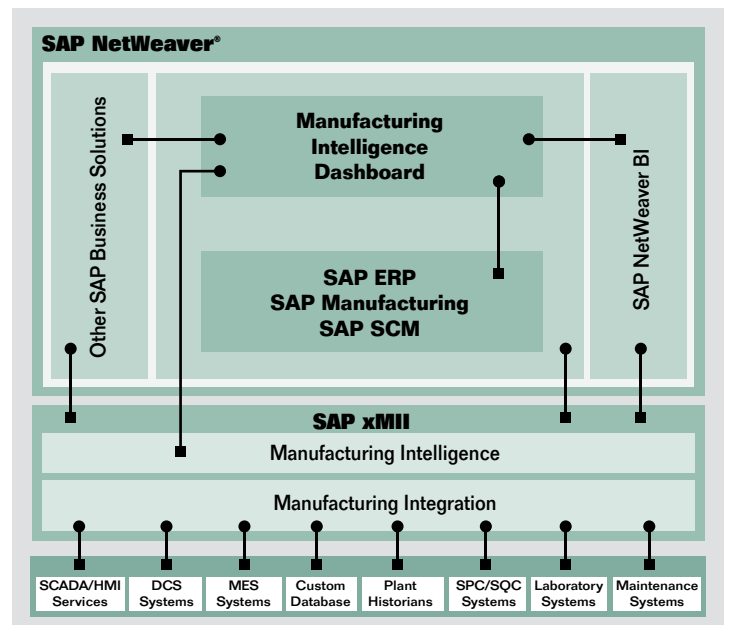 SAP NetWeaver®
Other SAP Business Solutions
Manufacturing
Intelligence
Dashboard
SAP ERP
SAP Manufacturing
SAP SCM
SAP NetWeaver BI
SAP xMII
Manufacturing Intelligence
Manufacturing Integration
SCADA/HMI
Services
DCS
Systems
MES
Systems
Custom
Database
Plant
Historians
SPC/SQC
Systems
Laboratory
Systems
Maintenance
Systems